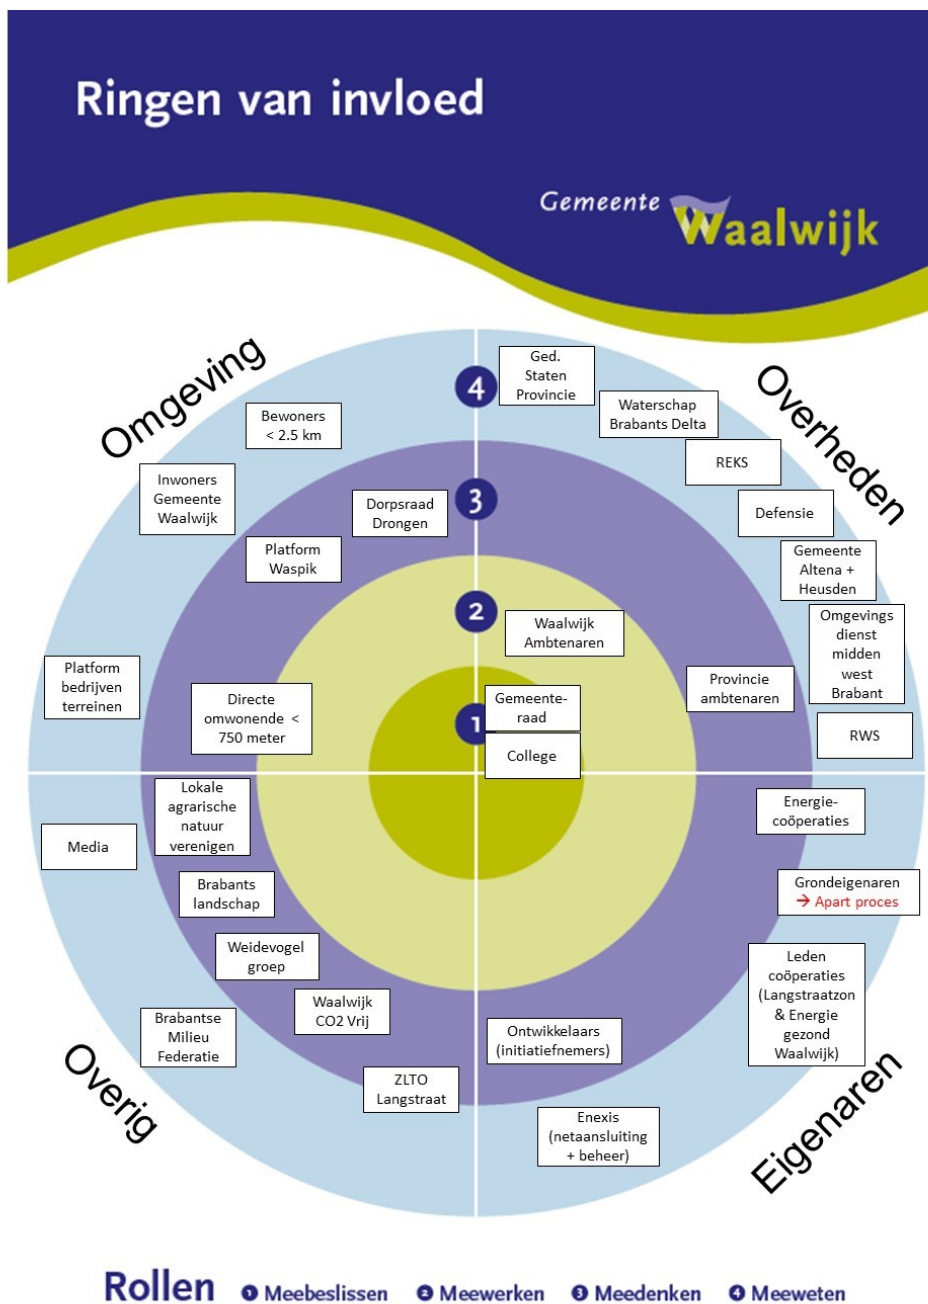 Ringen van invloed
Gemeente
Waalwijk
Omgeving
Overheden
4
Ged.
Staten
Provincie
Bewoners
< 2.5 km
Waterschap
Brabants Delta
REKS
Inwoners
Gemeente
Waalwijk
3
Dorpsraad
Drongen
Defensie
Platform
Waspik
Gemeente
Altena +
Heusden
2
Waalwijk
Ambtenaren
Omgevings
dienst
midden
west
Brabant
Platform
bedrijven
terreinen
Directe
omwonende <
750 meter
1
Gemeente-
raad
College
Provincie
ambtenaren
RWS
Lokale
agrarische
natuur
verenigen
Media
Energie-
coöperaties
Brabants
landschap
Grondeigenaren
→ Apart proces
Weidevogel
groep
Waalwijk
CO2 Vrij
Leden
coöperaties
(Langstraatzon
& Energie
gezond
Waalwijk)
Brabantse
Milieu
Federatie
Ontwikkelaars
(initiatiefnemers)
ZLTO
Langstraat
Enexis
(netaansluiting
+ beheer)
Overig
Eigenaren
Rollen 1 Meebeslissen 2 Meewerken 3 Meedenken 4 Meeweten